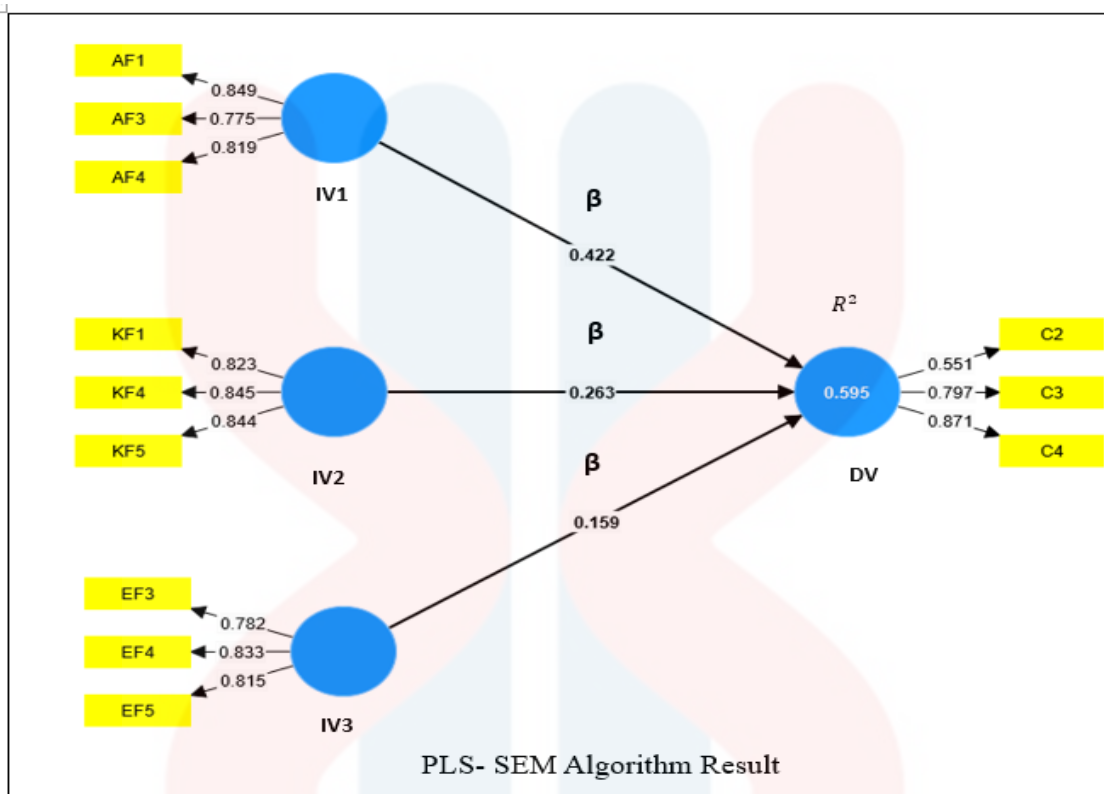 AF1
0.849
AF3
0.775
AF4
0.819
IV1
β
0.422
KF1
0.823
KF4
0.845
KF5
0.844
IV2
β
0.263
R²
0.595
DV
0.551
C2
0.797
C3
0.871
C4
β
0.159
EF3
0.782
EF4
0.833
EF5
0.815
IV3
PLS- SEM Algorithm Result